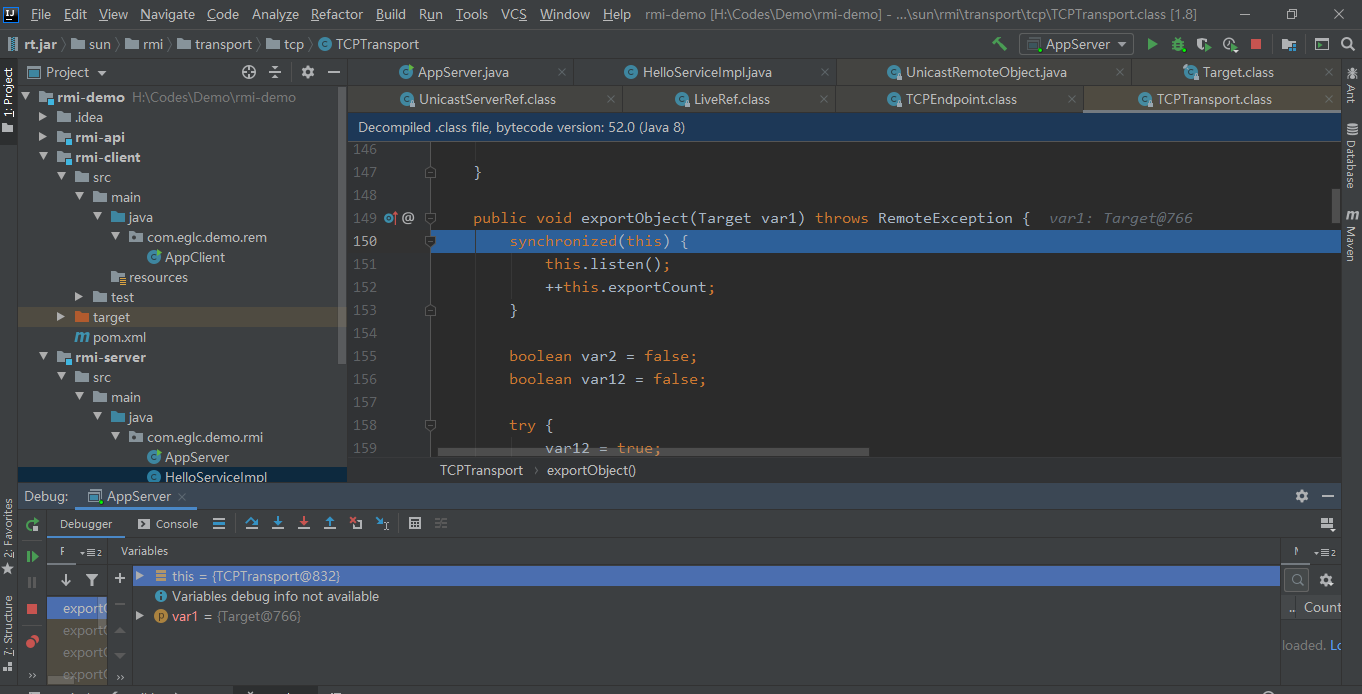 File Edit View Navigate Code Analyze Refactor Build Run Tools VCS Window Help rmi-demo [H:\Codes\Demo\rmi-demo] - ...\sun\rmi\transport\tcp\TCPTransport.class [1.8]
rt.jar sun rmi transport tcp TCPTransport AppServer
1: Project
Project
rmi-demo H:\Codes\Demo\rmi-demo
.idea
rmi-api
rmi-client
src
main
java
com.eglc.demo.rem
AppClient
resources
test
target
pom.xml
rmi-server
src
main
java
com.eglc.demo.rmi
AppServer
HelloServiceImpl
AppServer.java HelloServiceImpl.java UnicastRemoteObject.java Target.class
UnicastServerRef.class LiveRef.class TCPEndpoint.class TCPTransport.class
Decompiled .class file, bytecode version: 52.0 (Java 8)
146
147 }
148
149 @ public void exportObject(Target var1) throws RemoteException { var1: Target@766
150 synchronized(this) {
151 this.listen();
152 ++this.exportCount;
153 }
154
155 boolean var2 = false;
156 boolean var12 = false;
157
158 try {
159 var12 = true;
TCPTransport exportObject()
Ant
Database
Maven
2: Favorites
7: Structure
Debug: AppServer
Debugger Console
F 2 Variables
this = {TCPTransport@832}
Variables debug info not available
var1 = {Target@766}
export
export
export
export
2
.. Count
loaded. Lo